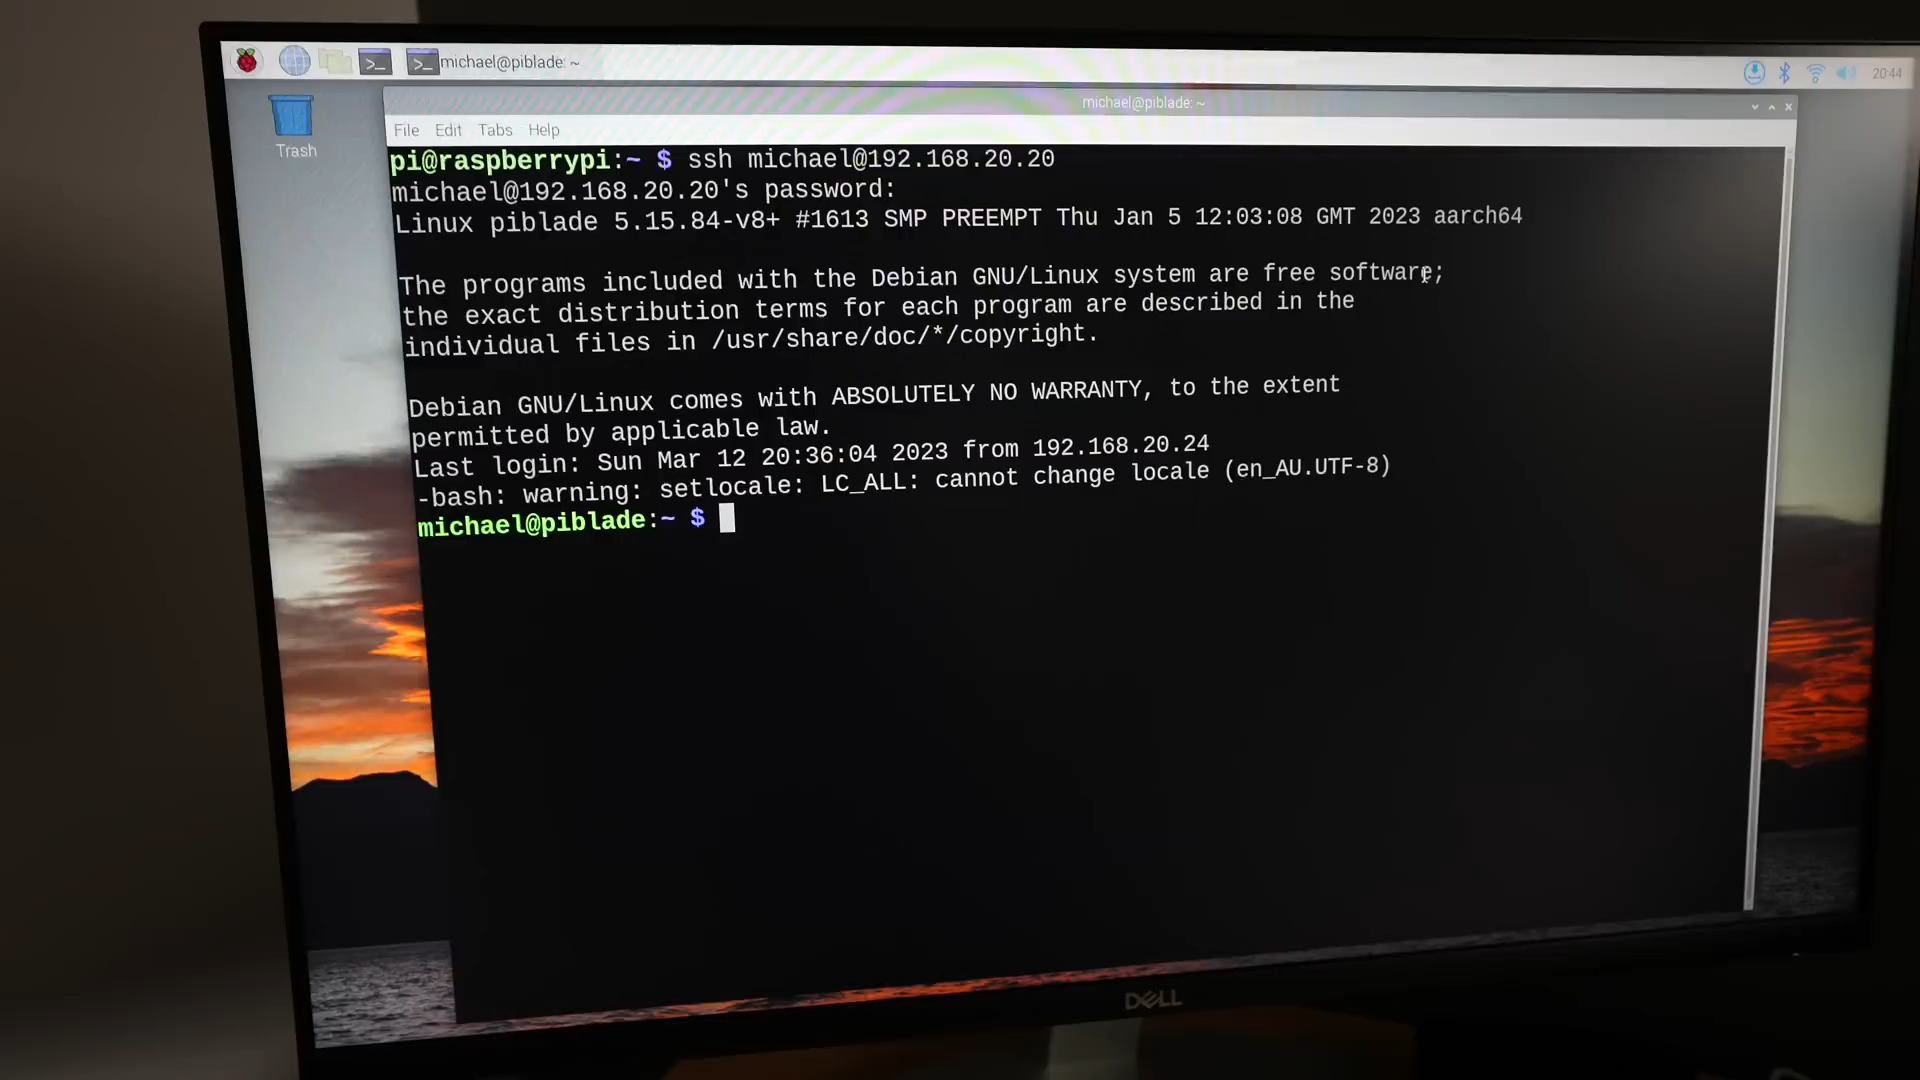 michael@piblade: ~
20:44
michael@piblade: ~
Trash
File Edit Tabs Help
pi@raspberrypi:~ $ ssh michael@192.168.20.20
michael@192.168.20.20's password:
Linux piblade 5.15.84-v8+ #1613 SMP PREEMPT Thu Jan 5 12:03:08 GMT 2023 aarch64
The programs included with the Debian GNU/Linux system are free software;
the exact distribution terms for each program are described in the
individual files in /usr/share/doc/*/copyright.
Debian GNU/Linux comes with ABSOLUTELY NO WARRANTY, to the extent
permitted by applicable law.
Last login: Sun Mar 12 20:36:04 2023 from 192.168.20.24
-bash: warning: setlocale: LC_ALL: cannot change locale (en_AU.UTF-8)
michael@piblade:~ $
DELL